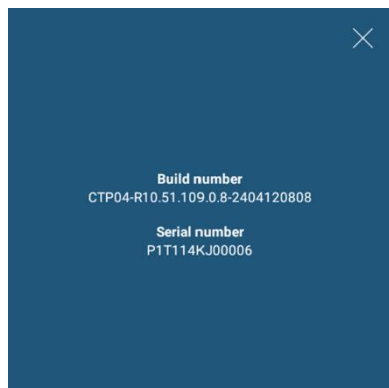 Build number
CTP04-R10.51.109.0.8-2404120808
Serial number
P1T114KJ00006